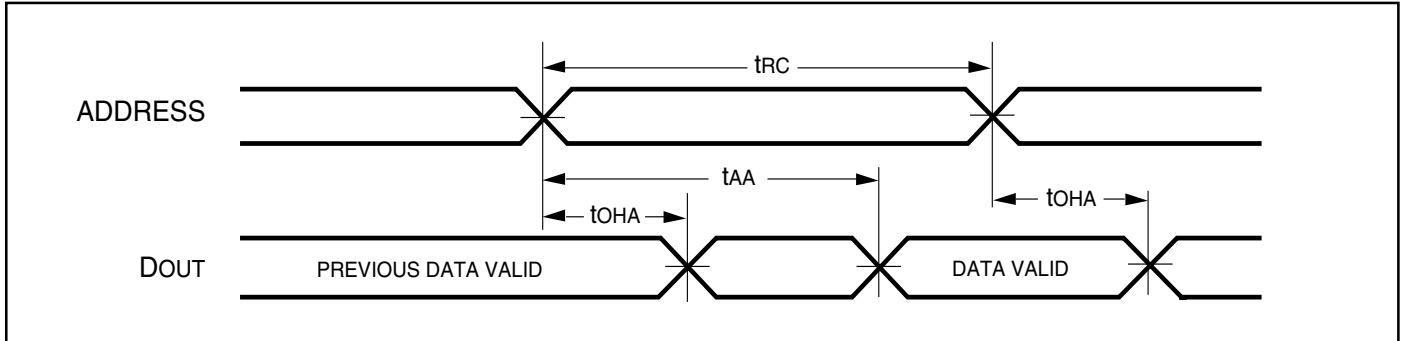 tRC
ADDRESS
tAA
tOHA
tOHA
DOUT
PREVIOUS DATA VALID
DATA VALID